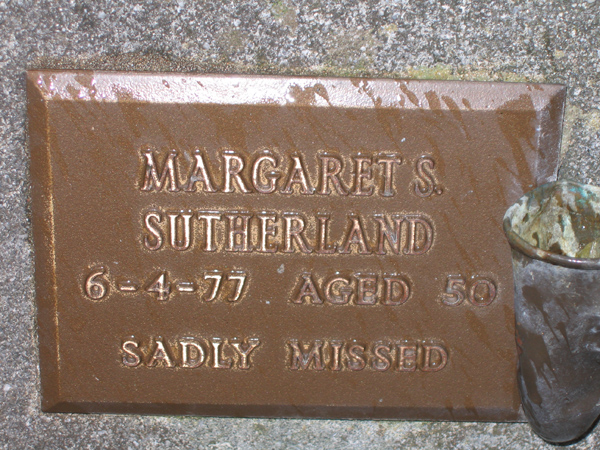 MARGARET S.
SUTHERLAND
6-4-77 AGED 50
SADLY MISSED